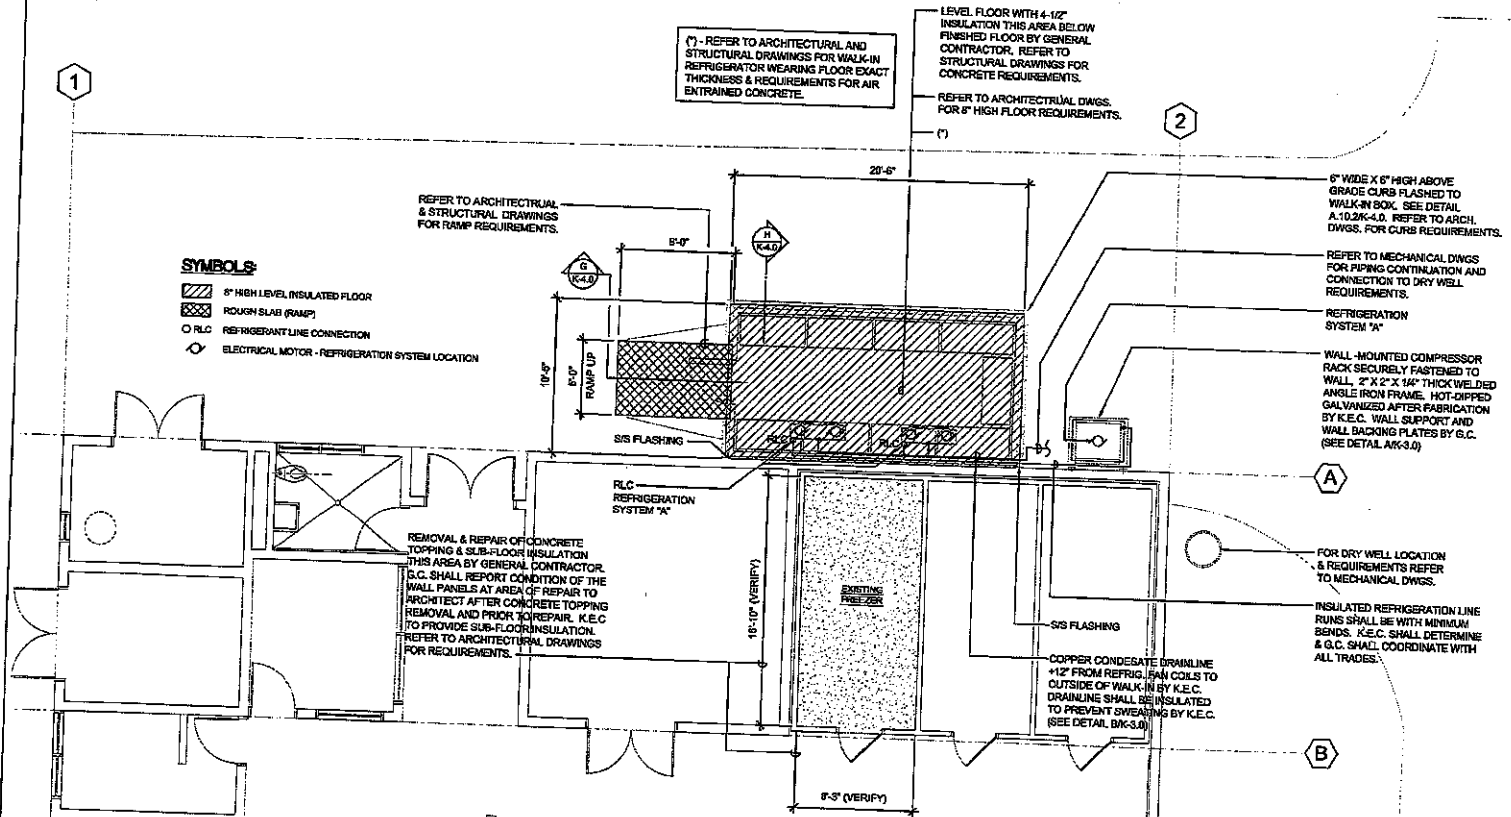 LEVEL FLOOR WITH 4-1/2"
INSULATION THIS AREA BELOW
FINISHED FLOOR BY GENERAL
CONTRACTOR. REFER TO
STRUCTURAL DRAWINGS FOR
CONCRETE REQUIREMENTS.
(*) - REFER TO ARCHITECTURAL AND
STRUCTURAL DRAWINGS FOR WALK-IN
REFRIGERATOR WEARING FLOOR EXACT
THICKNESS & REQUIREMENTS FOR AIR
ENTRAINED CONCRETE.
REFER TO ARCHITECTRUAL DWGS.
FOR 8" HIGH FLOOR REQUIREMENTS.
(*)
1
2
20'-6"
6" WIDE X 6" HIGH ABOVE
GRADE CURB FLASHED TO
WALK-IN BOX. SEE DETAIL
A.10.2/K-4.0. REFER TO ARCH.
DWGS. FOR CURB REQUIREMENTS.
REFER TO ARCHITECTRUAL
& STRUCTURAL DRAWINGS
FOR RAMP REQUIREMENTS.
H
K-4.0
G
K-4.0
REFER TO MECHANICAL DWGS
FOR PIPING CONTINUATION AND
CONNECTION TO DRY WELL
REQUIREMENTS.
SYMBOLS:
8" HIGH LEVEL INSULATED FLOOR
ROUGH SLAB (RAMP)
RLC REFRIGERANT LINE CONNECTION
ELECTRICAL MOTOR - REFRIGERATION SYSTEM LOCATION
REFRIGERATION
SYSTEM "A"
WALL -MOUNTED COMPRESSOR
RACK SECURELY FASTENED TO
WALL, 2" X 2" X 1/4" THICK WELDED
ANGLE IRON FRAME. HOT-DIPPED
GALVANIZED AFTER FABRICATION
BY K.E.C. WALL SUPPORT AND
WALL BACKING PLATES BY G.C.
(SEE DETAIL A/K-3.0)
RAMP UP
S/S FLASHING
RLC
RLC
A
RLC
REFRIGERATION
SYSTEM "A"
REMOVAL & REPAIR OF CONCRETE
TOPPING & SUB-FLOOR INSULATION
THIS AREA BY GENERAL CONTRACTOR.
G.C. SHALL REPORT CONDITION OF THE
WALL PANELS AT AREA OF REPAIR TO
ARCHITECT AFTER CONCRETE TOPPING
REMOVAL AND PRIOR TO REPAIR. K.E.C
TO PROVIDE SUB-FLOOR INSULATION.
REFER TO ARCHITECTURAL DRAWINGS
FOR REQUIREMENTS.
16'-10" (VERIFY)
EXISTING
FREEZER
FOR DRY WELL LOCATION
& REQUIREMENTS REFER
TO MECHANICAL DWGS.
INSULATED REFRIGERATION LINE
RUNS SHALL BE WITH MINIMUM
BENDS. K.E.C. SHALL DETERMINE
& G.C. SHALL COORDINATE WITH
ALL TRADES.
S/S FLASHING
COPPER CONDESATE DRAINLINE
+12" FROM REFRIG. FAN COILS TO
OUTSIDE OF WALK-IN BY K.E.C.
DRAINLINE SHALL BE INSULATED
TO PREVENT SWEATING BY K.E.C.
(SEE DETAIL B/K-3.0)
B
(VERIFY)